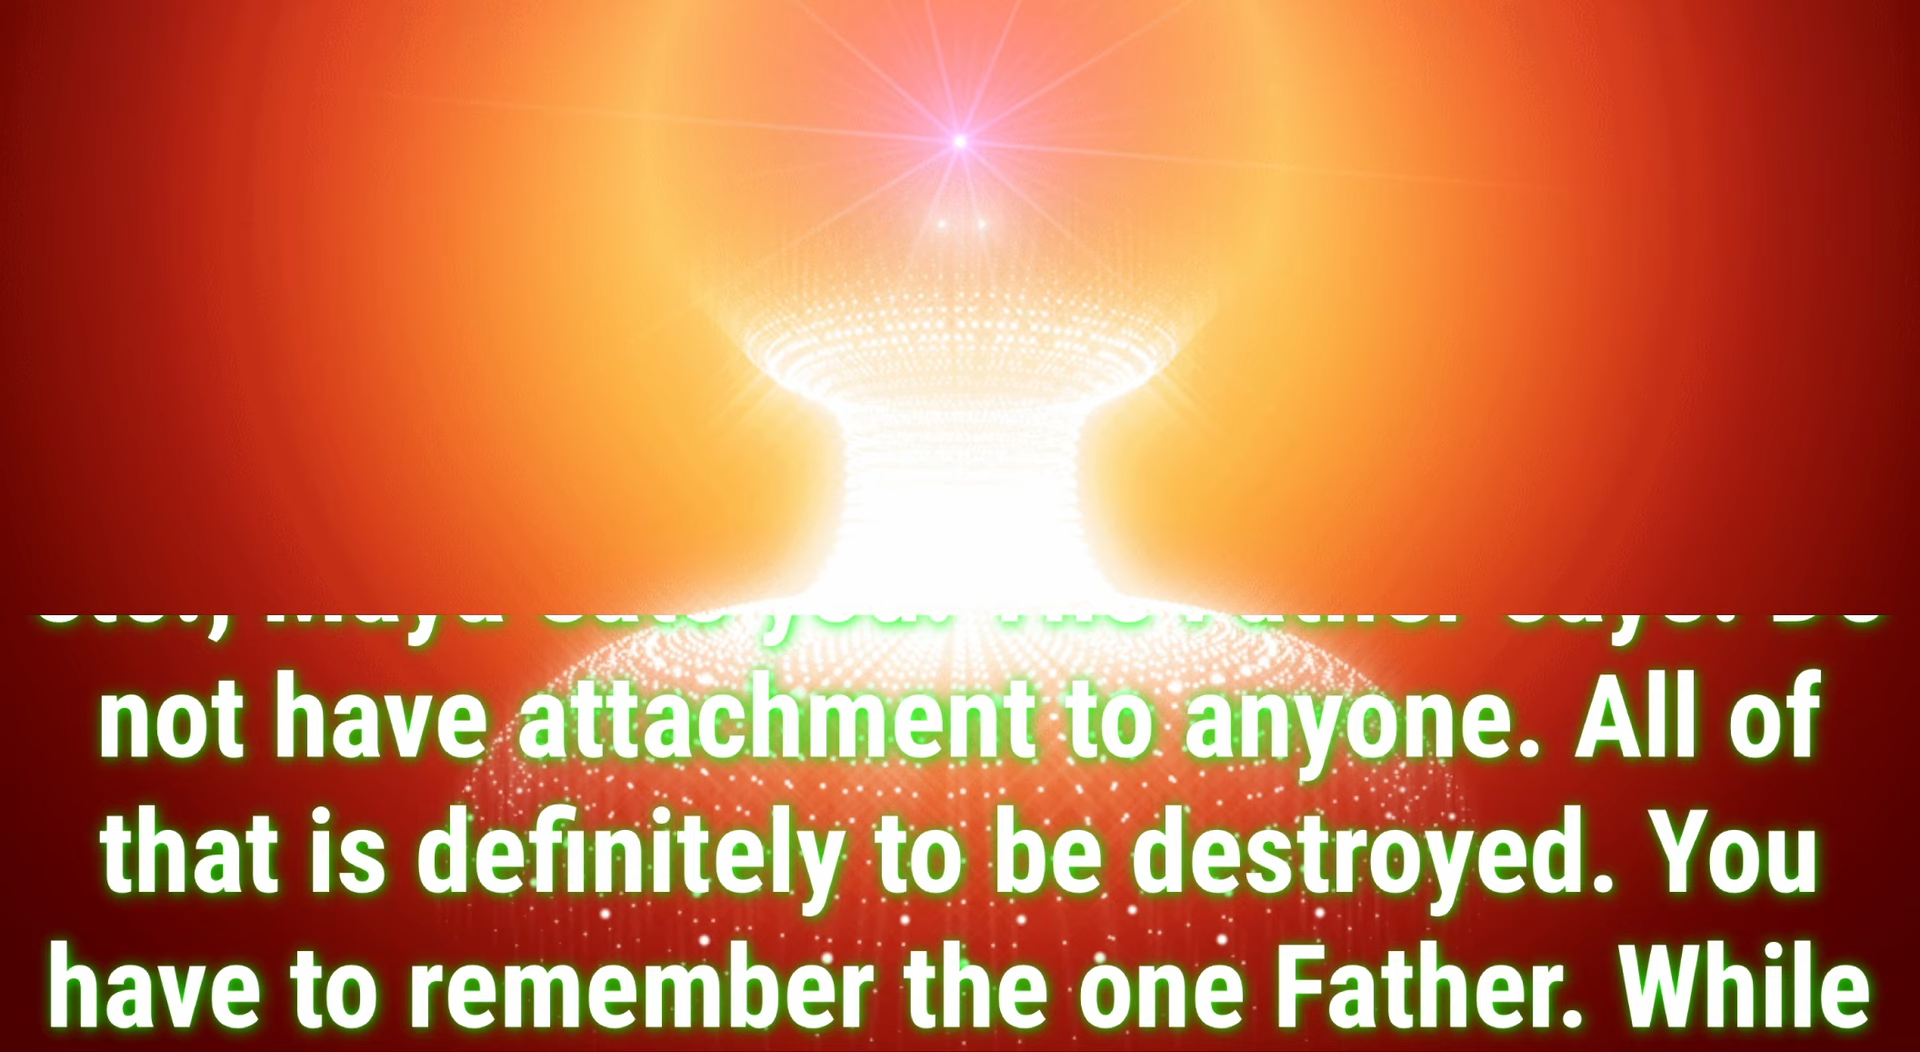 not have attachment to anyone. All of
that is definitely to be destroyed. You
have to remember the one Father. While